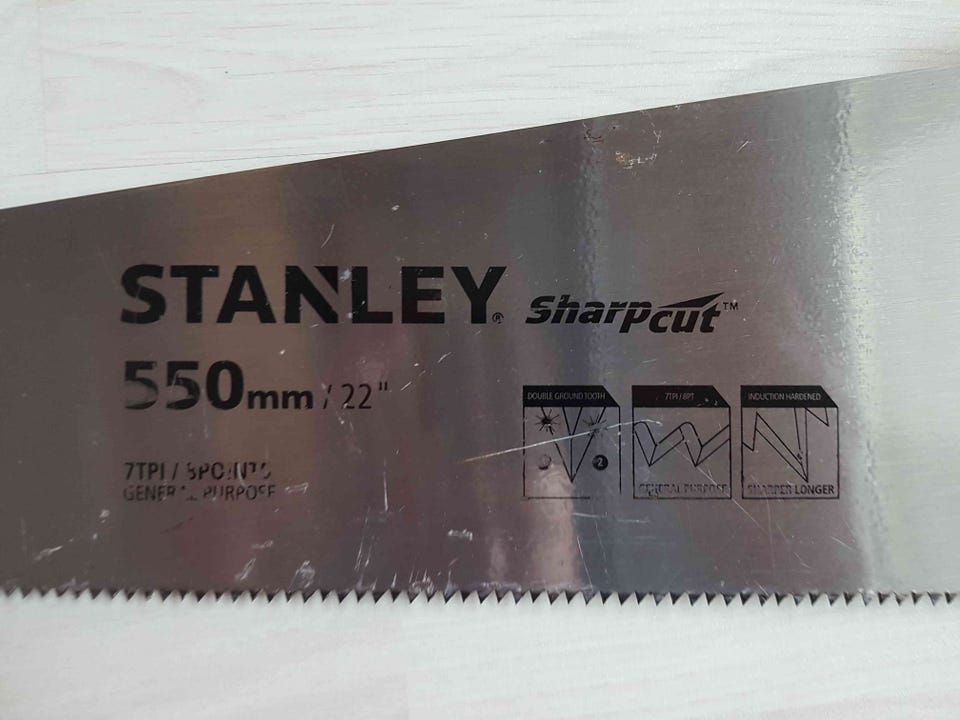 STANLEY® Sharpcut™
550mm / 22"
7TPI / 8POINTS
GENERAL PURPOSE
DOUBLE GROUND TOOTH
2
7TPI / 8PT
GENERAL PURPOSE
INDUCTION HARDENED
SHARPER LONGER